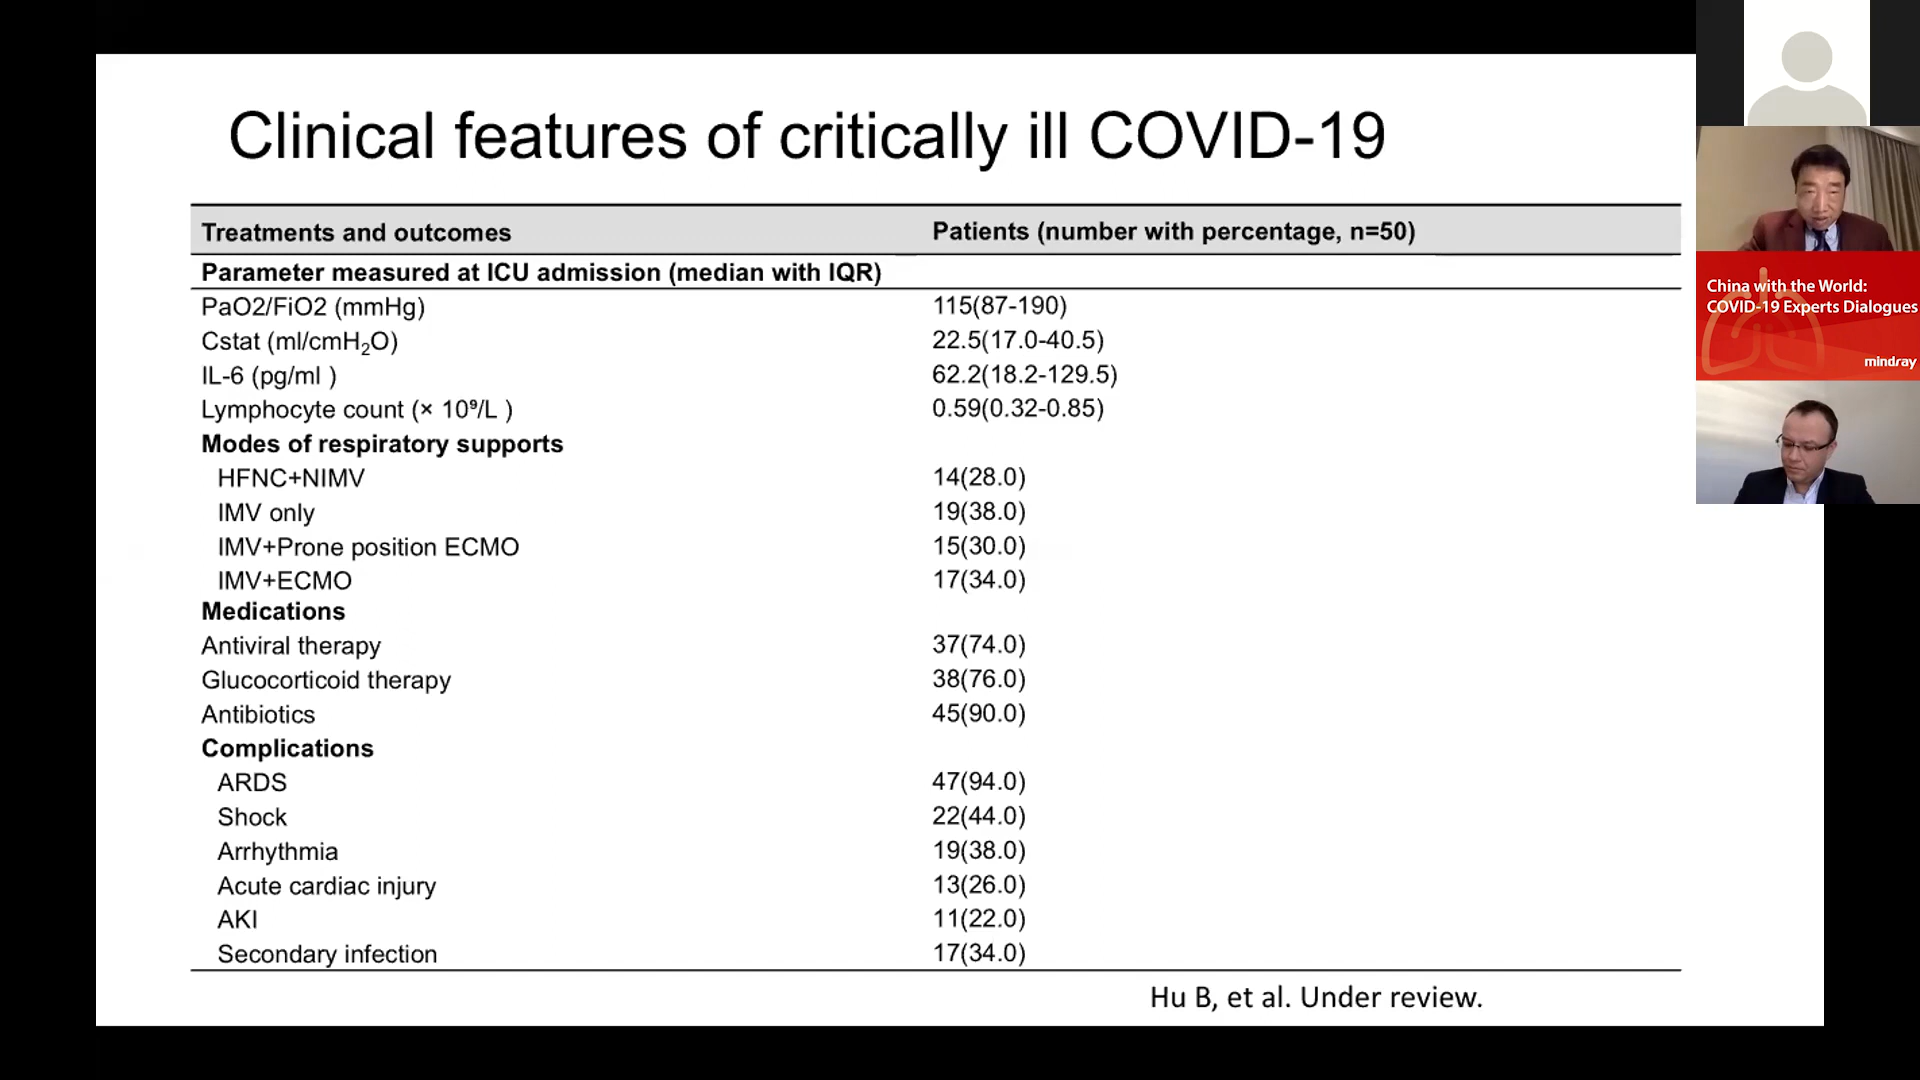 Clinical features of critically ill COVID-19
Treatments and outcomes Patients (number with percentage, n=50)
Parameter measured at ICU admission (median with IQR)
PaO2/FiO2 (mmHg) 115(87-190)
Cstat (ml/cmH₂O) 22.5(17.0-40.5)
IL-6 (pg/ml ) 62.2(18.2-129.5)
Lymphocyte count (× 10⁹/L ) 0.59(0.32-0.85)
Modes of respiratory supports
HFNC+NIMV 14(28.0)
IMV only 19(38.0)
IMV+Prone position ECMO 15(30.0)
IMV+ECMO 17(34.0)
Medications
Antiviral therapy 37(74.0)
Glucocorticoid therapy 38(76.0)
Antibiotics 45(90.0)
Complications
ARDS 47(94.0)
Shock 22(44.0)
Arrhythmia 19(38.0)
Acute cardiac injury 13(26.0)
AKI 11(22.0)
Secondary infection 17(34.0)
Hu B, et al. Under review.
China with the World:
COVID-19 Experts Dialogues
mindray